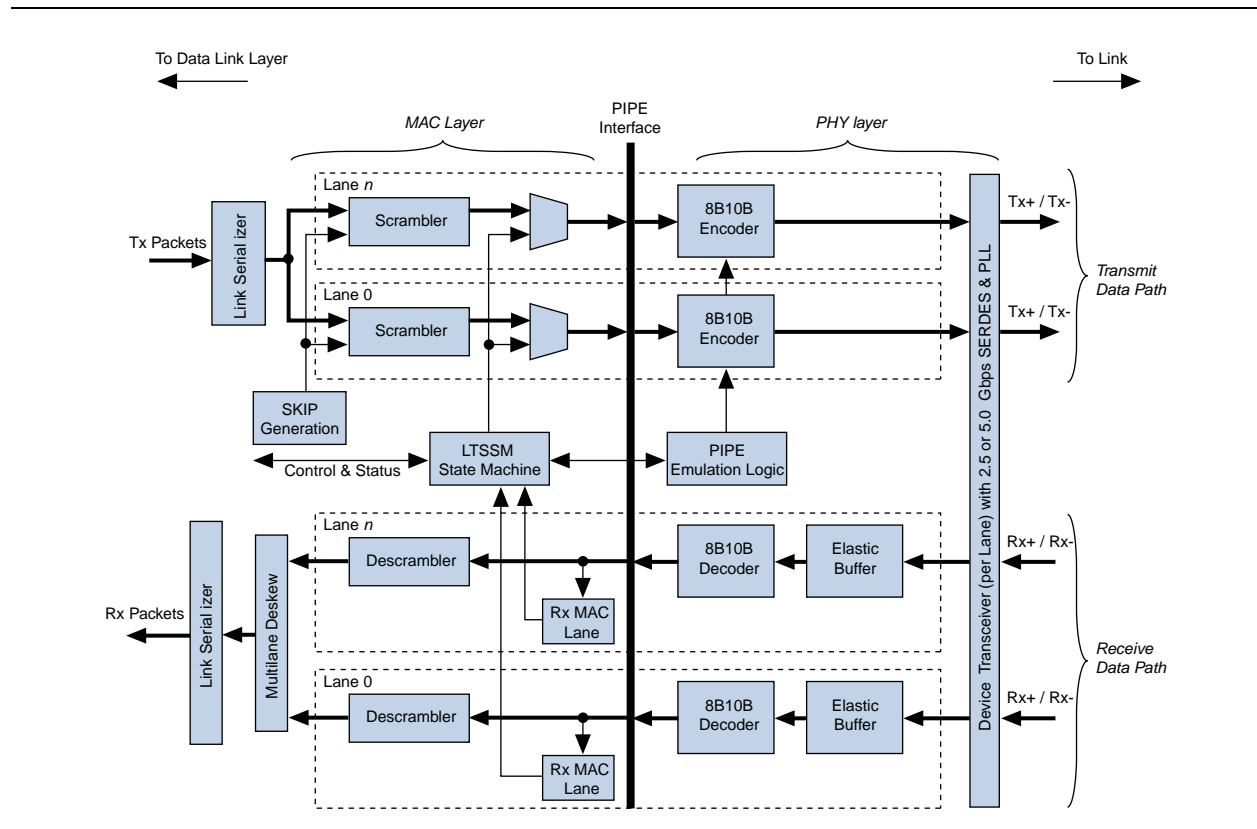 To Data Link Layer
To Link
MAC Layer
PIPE
Interface
PHY layer
Lane n
Scrambler
8B10B
Encoder
Tx+ / Tx-
Tx Packets
Link Serial izer
Lane 0
Scrambler
8B10B
Encoder
Tx+ / Tx-
Transmit
Data Path
SKIP
Generation
Control & Status
LTSSM
State Machine
PIPE
Emulation Logic
Device Transceiver (per Lane) with 2.5 or 5.0 Gbps SERDES & PLL
Lane n
Descrambler
8B10B
Decoder
Elastic
Buffer
Rx+ / Rx-
Rx MAC
Lane
Rx Packets
Link Serial izer
Multilane Deskew
Receive
Data Path
Lane 0
Descrambler
8B10B
Decoder
Elastic
Buffer
Rx+ / Rx-
Rx MAC
Lane